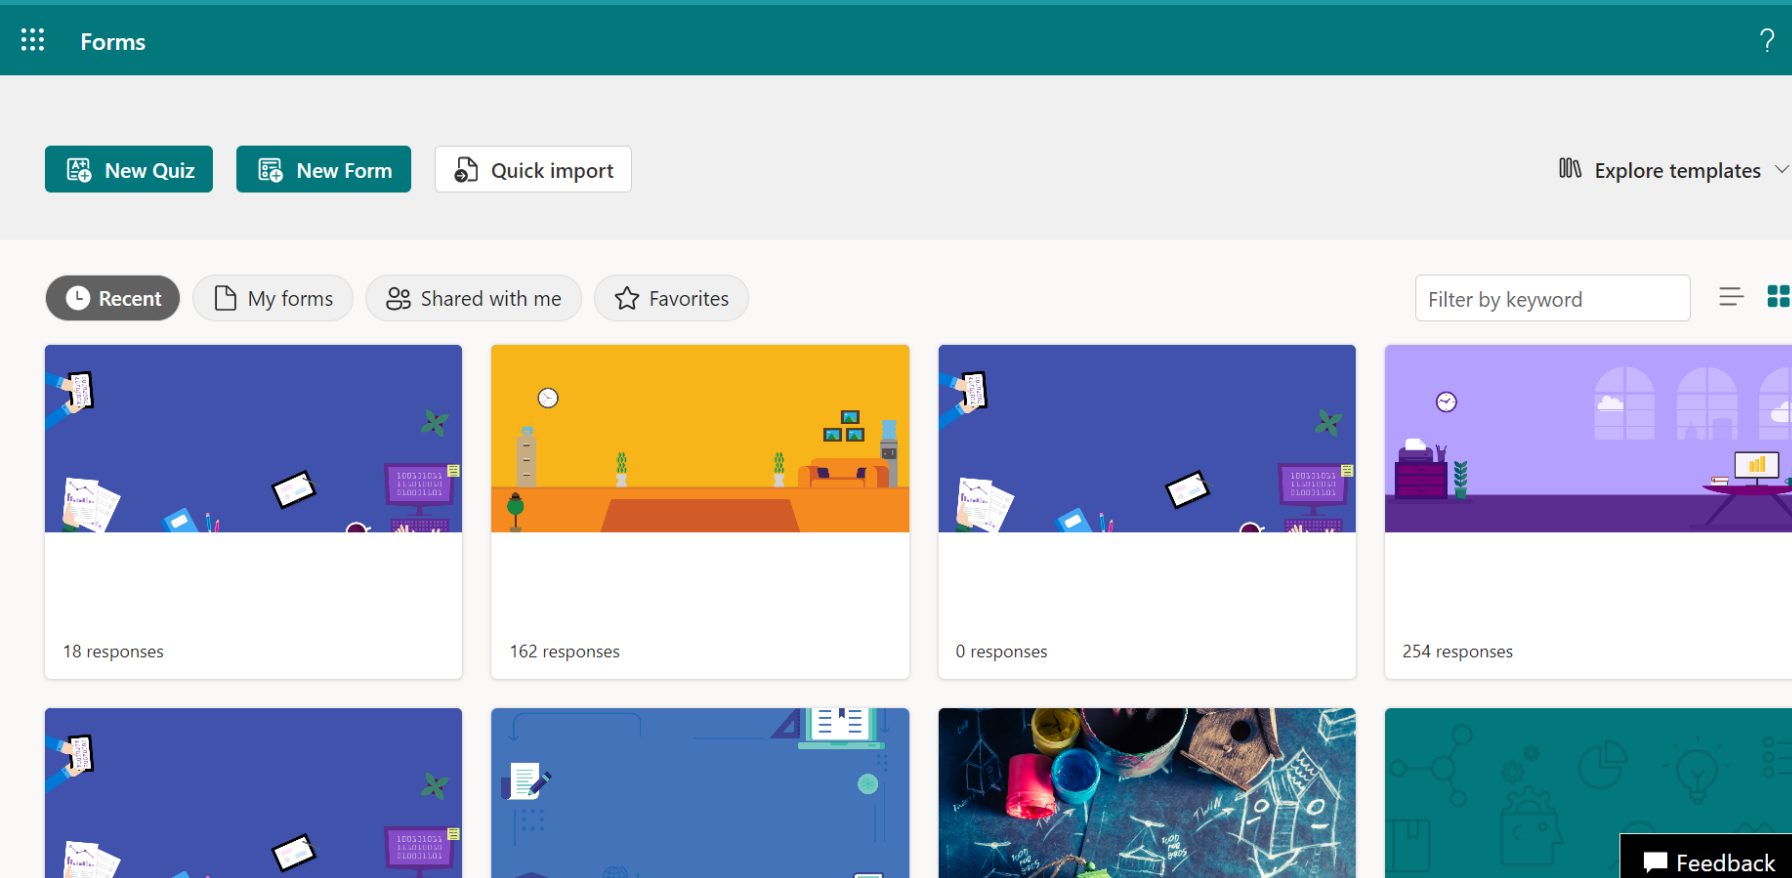 Forms
?
New Quiz
New Form
Quick import
Explore templates
Recent
My forms
Shared with me
Favorites
Filter by keyword
18 responses
162 responses
0 responses
254 responses
Feedback